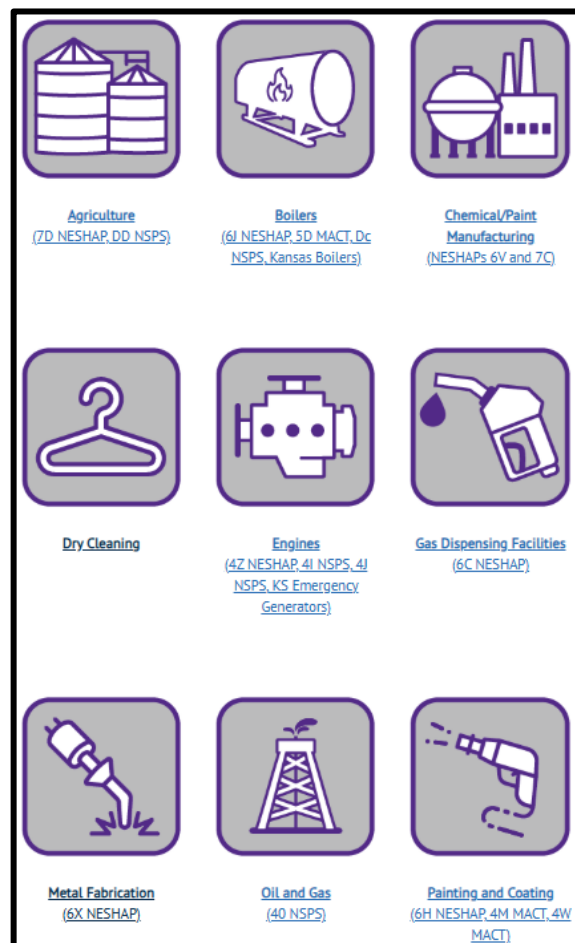 Agriculture
(7D NESHAP, DD NSPS)
Boilers
(6J NESHAP, 5D MACT, Dc
NSPS, Kansas Boilers)
Chemical/Paint
Manufacturing
(NESHAPs 6V and 7C)
Dry Cleaning
Engines
(4Z NESHAP, 4I NSPS, 4J
NSPS, KS Emergency
Generators)
Gas Dispensing Facilities
(6C NESHAP)
Metal Fabrication
(6X NESHAP)
Oil and Gas
(40 NSPS)
Painting and Coating
(6H NESHAP, 4M MACT, 4W
MACT)